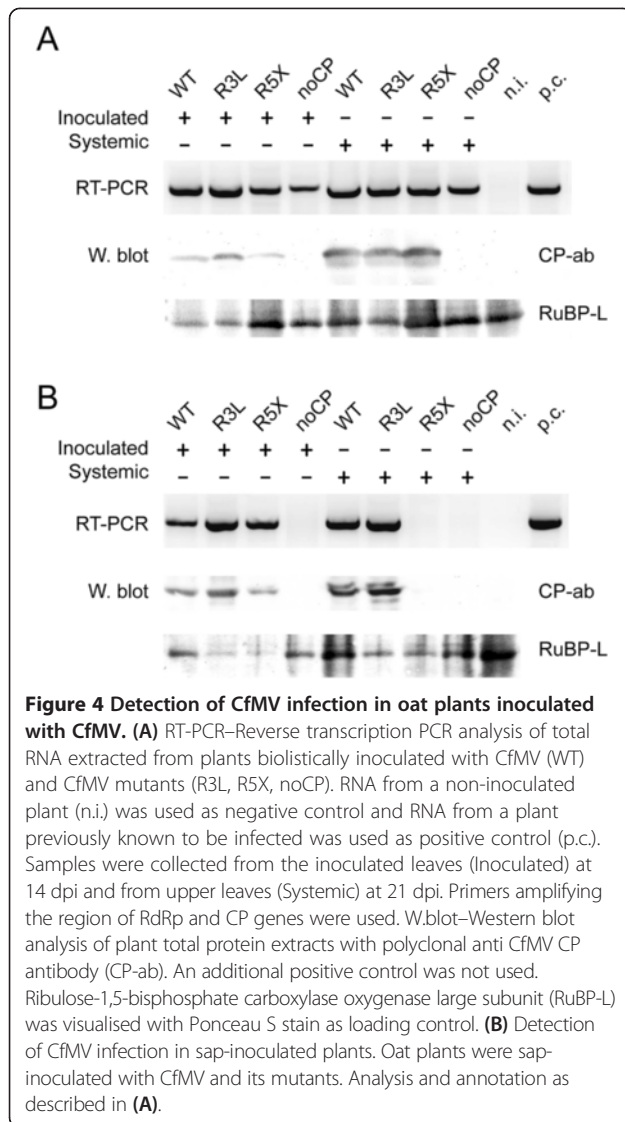 A
WT R3L R5X noCP WT R3L R5X noCP n.i. p.c.
Inoculated + + + + – – – –
Systemic – – – – + + + +
RT-PCR
W. blot CP-ab
RuBP-L
B
WT R3L R5X noCP WT R3L R5X noCP n.i. p.c.
Inoculated + + + + – – – –
Systemic – – – – + + + +
RT-PCR
W. blot CP-ab
RuBP-L
Figure 4 Detection of CfMV infection in oat plants inoculated
with CfMV. (A) RT-PCR–Reverse transcription PCR analysis of total
RNA extracted from plants biolistically inoculated with CfMV (WT)
and CfMV mutants (R3L, R5X, noCP). RNA from a non-inoculated
plant (n.i.) was used as negative control and RNA from a plant
previously known to be infected was used as positive control (p.c.).
Samples were collected from the inoculated leaves (Inoculated) at
14 dpi and from upper leaves (Systemic) at 21 dpi. Primers amplifying
the region of RdRp and CP genes were used. W.blot–Western blot
analysis of plant total protein extracts with polyclonal anti CfMV CP
antibody (CP-ab). An additional positive control was not used.
Ribulose-1,5-bisphosphate carboxylase oxygenase large subunit (RuBP-L)
was visualised with Ponceau S stain as loading control. (B) Detection
of CfMV infection in sap-inoculated plants. Oat plants were sap-
inoculated with CfMV and its mutants. Analysis and annotation as
described in (A).